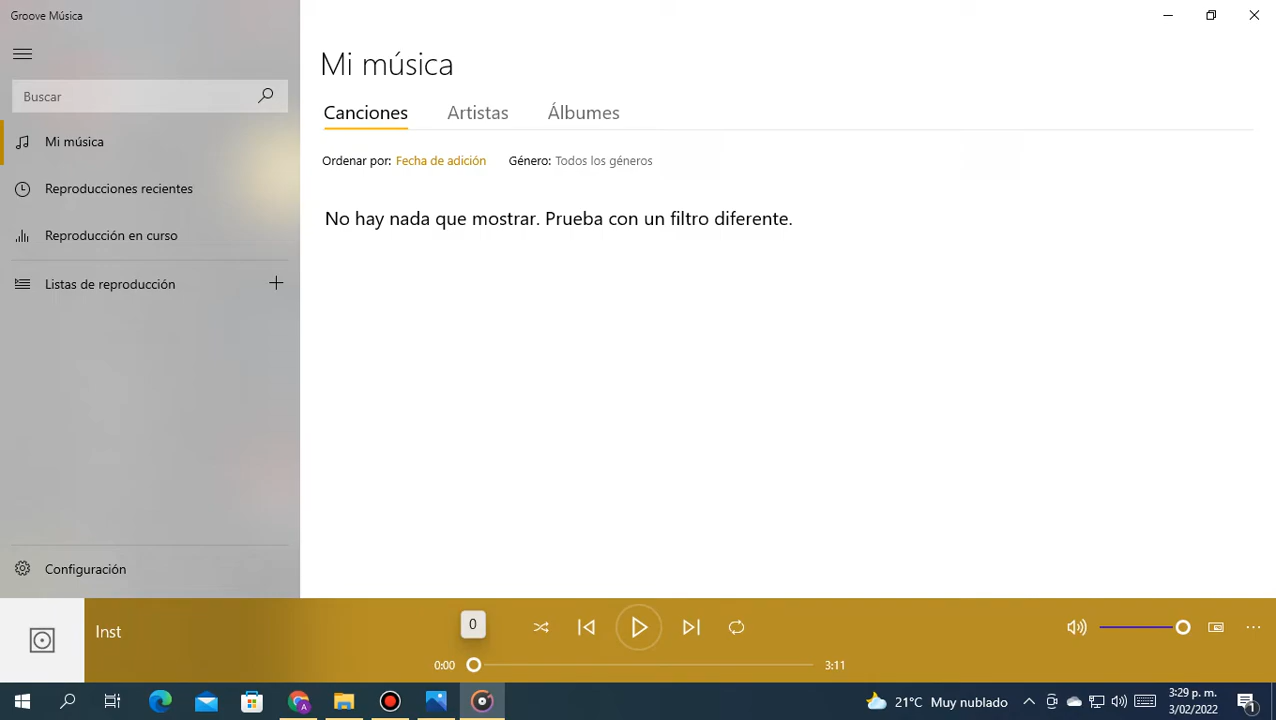 Groove Música
Buscar
Mi música
Reproducciones recientes
Reproducción en curso
Listas de reproducción
Configuración
Mi música
Canciones Artistas Álbumes
Ordenar por: Fecha de adición Género: Todos los géneros
No hay nada que mostrar. Prueba con un filtro diferente.
Inst
0
0:00 3:11
21°C Muy nublado
3:29 p. m.
3/02/2022
A
1